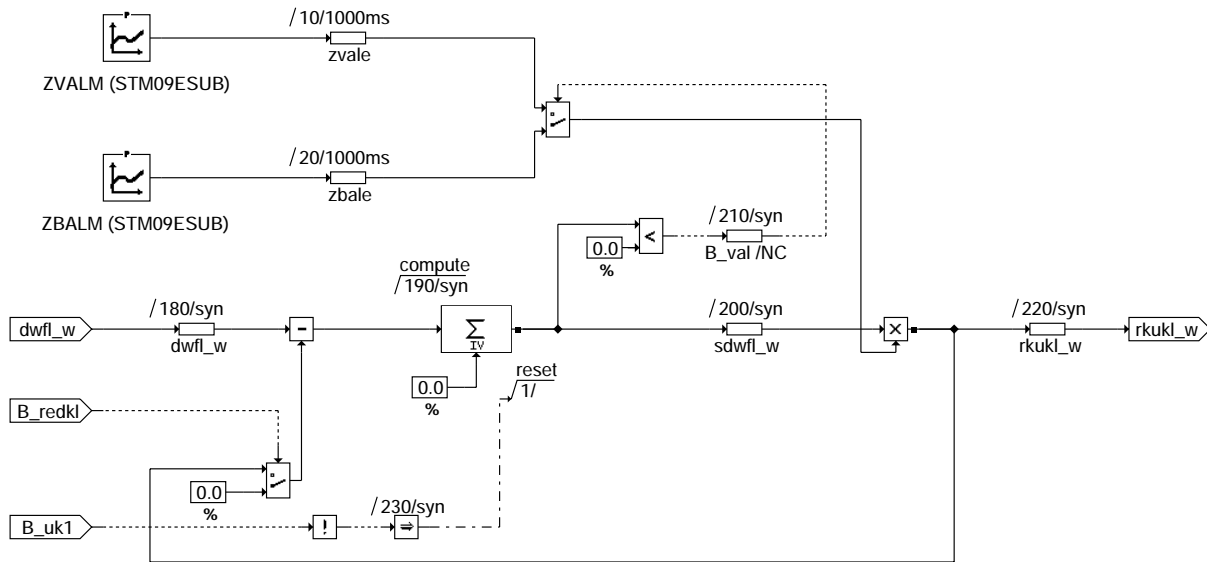 P
/10/1000ms
zvale
ZVALM (STM09ESUB)
P
/20/1000ms
zbale
ZBALM (STM09ESUB)
/210/syn
<
0.0
%
B_val /NC
compute
/190/syn
/180/syn
/200/syn
/220/syn
dwfl_w
-
Σ
IV
x
rkukl_w
dwfl_w
sdwfl_w
rkukl_w
0.0
%
reset
1/
B_redkl
0.0
%
/230/syn
B_uk1
!
⇒